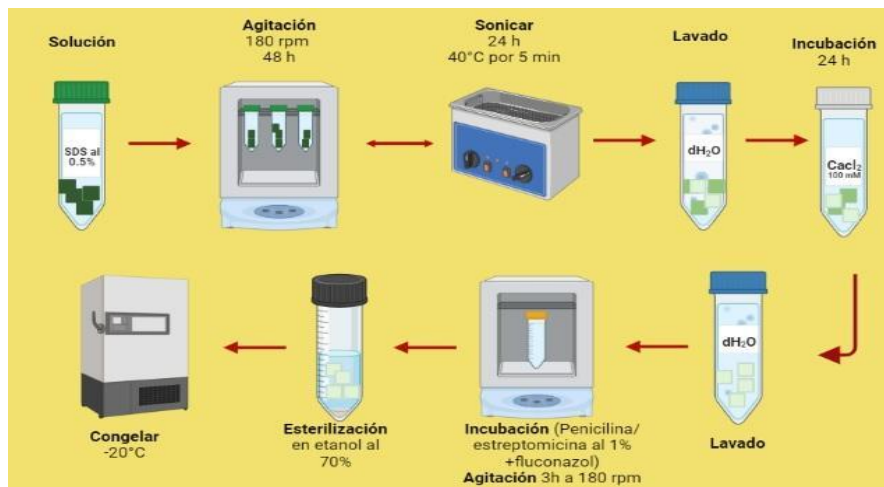 Solución
SDS al
0.5%
Agitación
180 rpm
48 h
Sonicar
24 h
40°C por 5 min
Lavado
dH₂O
Incubación
24 h
Cacl₂
100 mM
dH₂O
Lavado
Incubación (Penicilina/
estreptomicina al 1%
+fluconazol)
Agitación 3h a 180 rpm
Esterilización
en etanol al
70%
Congelar
-20°C